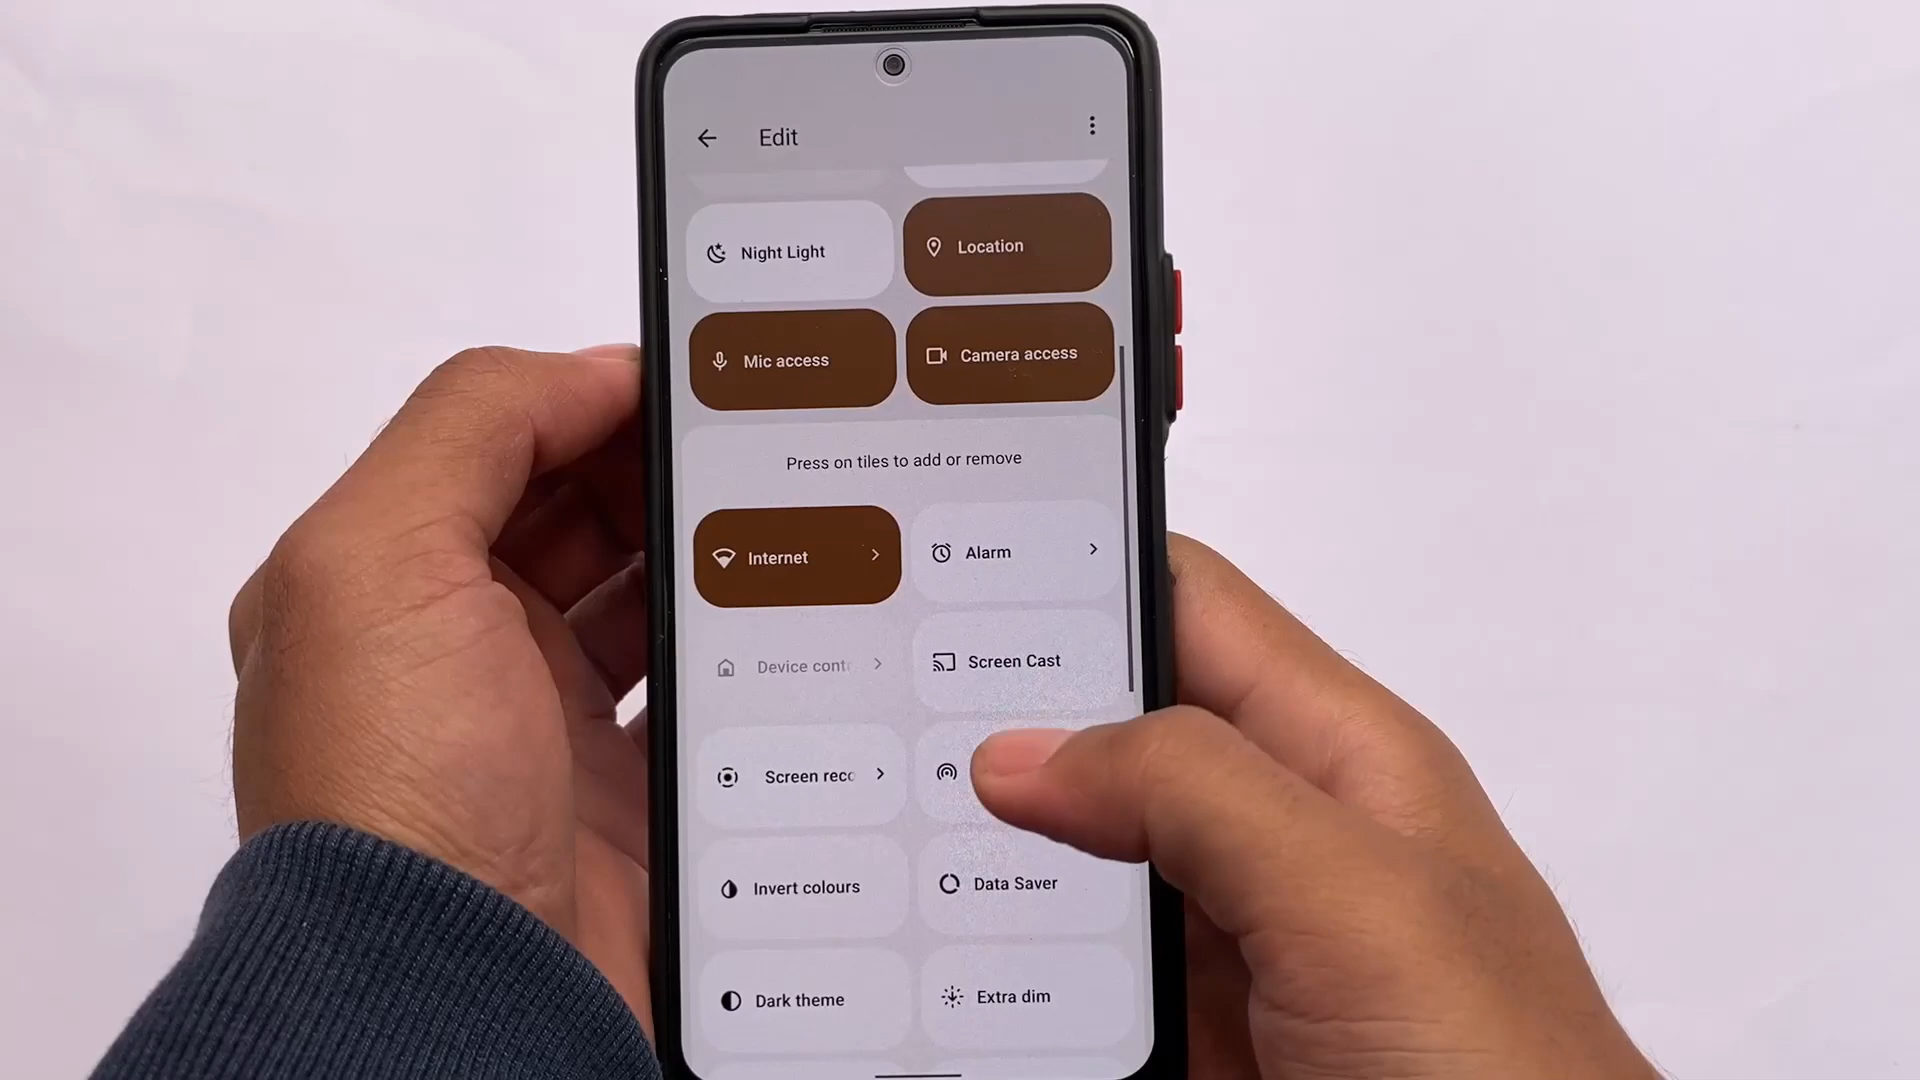 Edit
Night Light
Location
Mic access
Camera access
Press on tiles to add or remove
Internet
Alarm
Device cont
Screen Cast
Screen rec
Invert colours
Data Saver
Dark theme
Extra dim